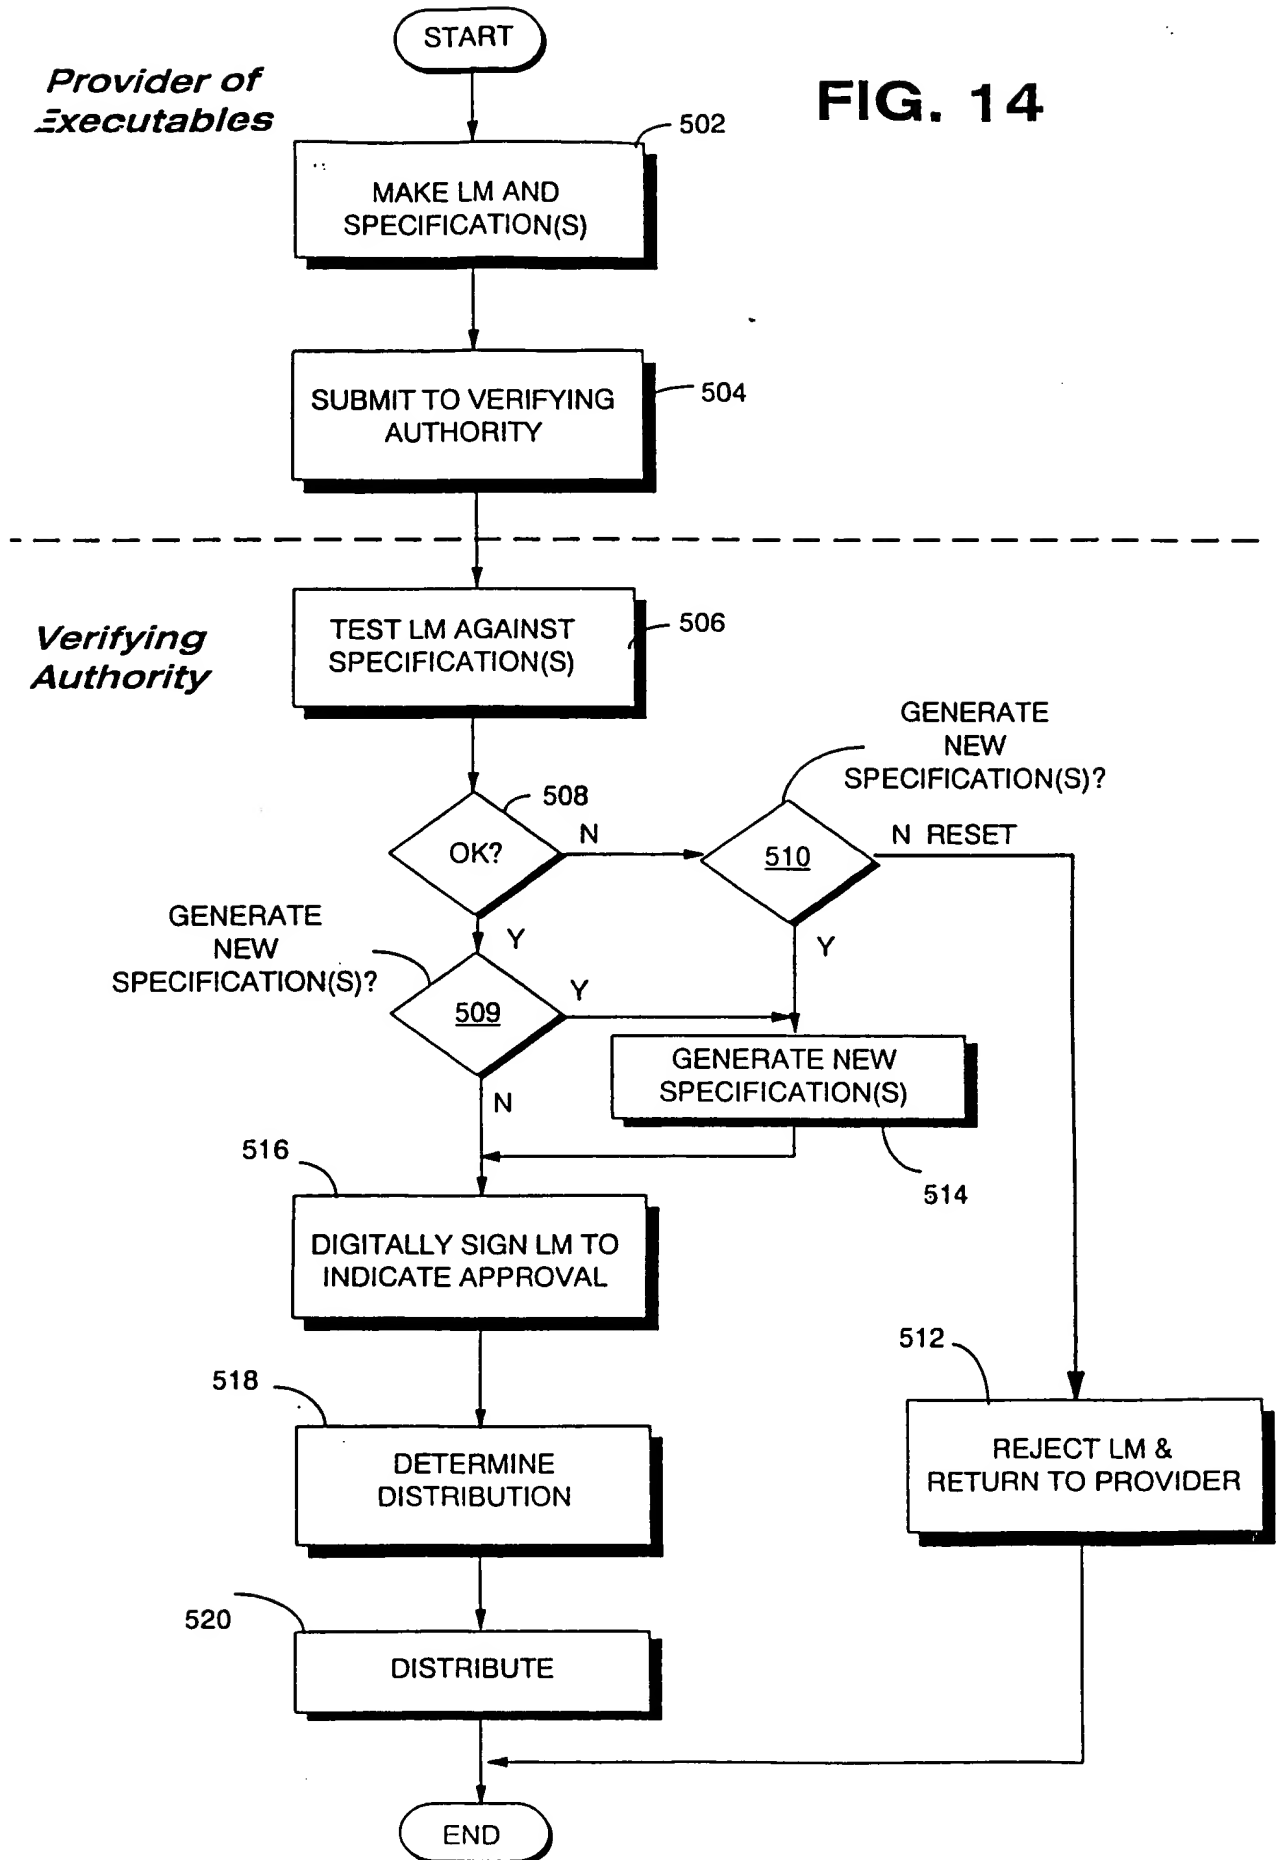 START
Provider of
Executables
FIG. 14
502
MAKE LM AND
SPECIFICATION(S)
SUBMIT TO VERIFYING
AUTHORITY
504
Verifying
Authority
TEST LM AGAINST
SPECIFICATION(S)
506
GENERATE
NEW
SPECIFICATION(S)?
508
OK?
N
510
N RESET
Y
GENERATE
NEW
SPECIFICATION(S)?
509
Y
Y
GENERATE NEW
SPECIFICATION(S)
N
514
516
DIGITALLY SIGN LM TO
INDICATE APPROVAL
518
DETERMINE
DISTRIBUTION
512
REJECT LM &
RETURN TO PROVIDER
520
DISTRIBUTE
END